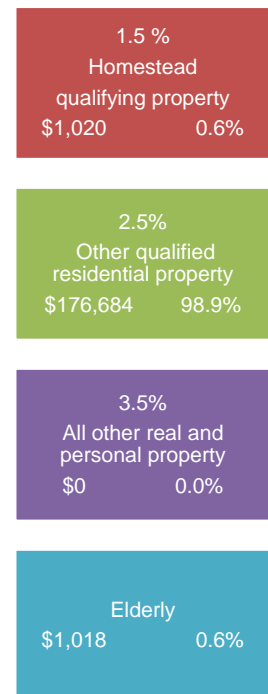 1.5 %
Homestead
qualifying property
$1,020 0.6%
2.5%
Other qualified
residential property
$176,684 98.9%
3.5%
All other real and
personal property
$0 0.0%
Elderly
$1,018 0.6%